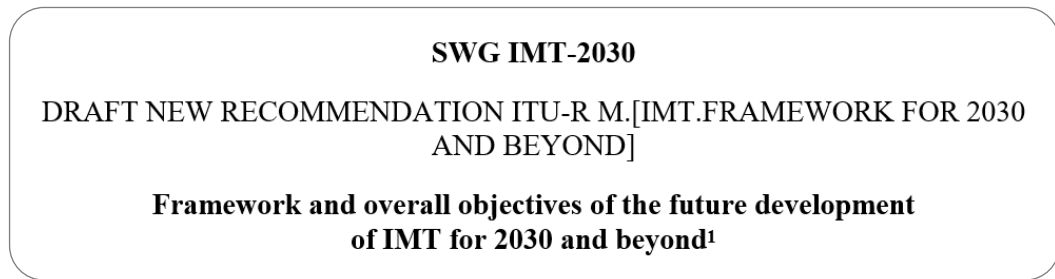 SWG IMT-2030
DRAFT NEW RECOMMENDATION ITU-R M.[IMT.FRAMEWORK FOR 2030
AND BEYOND]
Framework and overall objectives of the future development
of IMT for 2030 and beyond¹